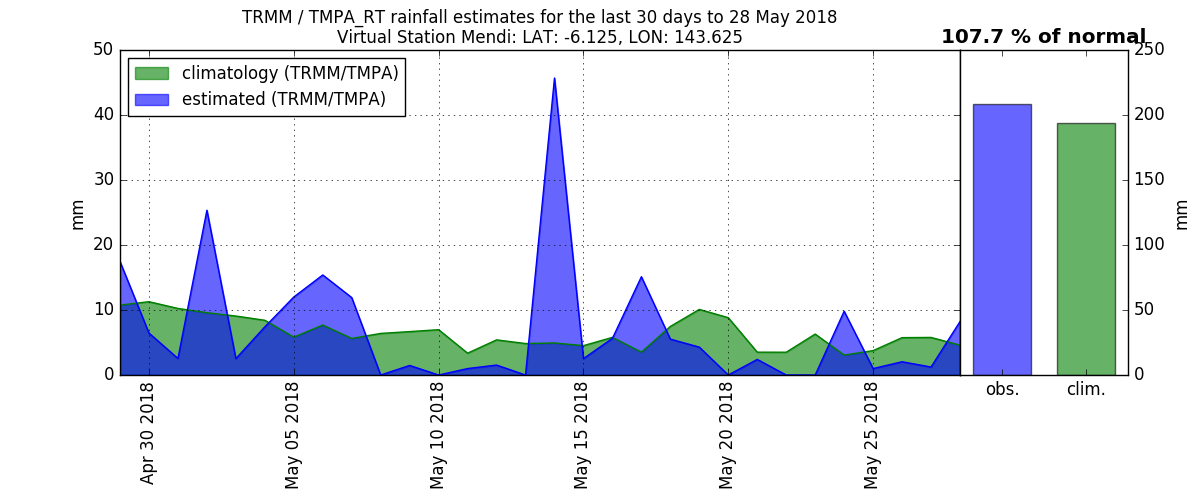 TRMM / TMPA_RT rainfall estimates for the last 30 days to 28 May 2018
Virtual Station Mendi: LAT: -6.125, LON: 143.625
107.7 % of normal
climatology (TRMM/TMPA)
estimated (TRMM/TMPA)
50
40
30
20
10
0
mm
250
200
150
100
50
0
mm
Apr 30 2018
May 05 2018
May 10 2018
May 15 2018
May 20 2018
May 25 2018
obs.
clim.